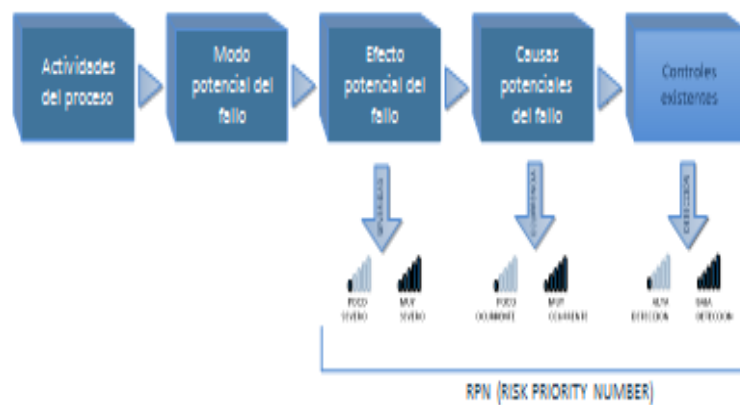 Actividades
del proceso
Modo
potencial del
fallo
Efecto
potencial del
fallo
Causas
potenciales
del fallo
Controles
existentes
POCO
SEVERO
MUY
SEVERO
POCO
OCURRENTE
MUY
OCURRENTE
ALTA
DETECCION
BAJA
DETECCION
RPN (RISK PRIORITY NUMBER)